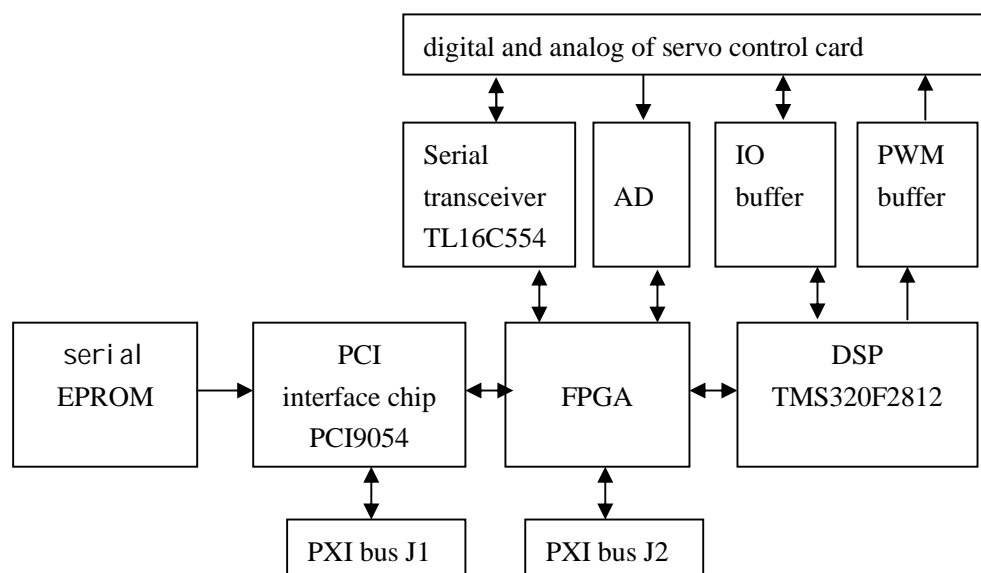 digital and analog of servo control card
Serial
transceiver
TL16C554
AD
IO
buffer
PWM
buffer
serial
EPROM
PCI
interface chip
PCI9054
FPGA
DSP
TMS320F2812
PXI bus J1
PXI bus J2